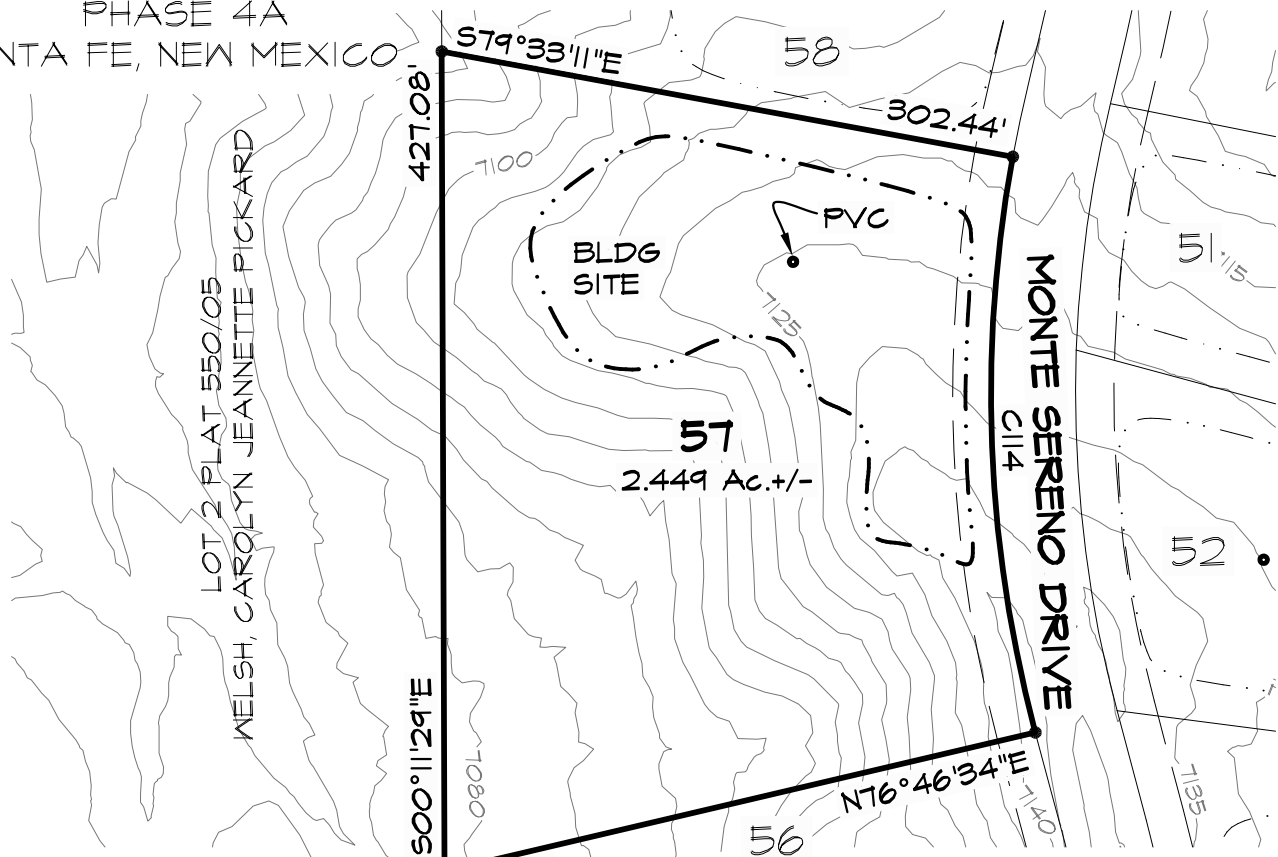 PHASE 4A
NTA FE, NEW MEXICO
S79°33'11"E
302.44'
427.08'
58
7100
PVC
BLDG
SITE
7125
51
7115
MONTE SERENO DRIVE
C114
57
2.449 Ac.+/-
LOT 2 PLAT 550/05
WELSH, CAROLYN JEANNETTE PICKARD
52
S00°11'29"E
7080
N76°46'34"E
7140
7135
56